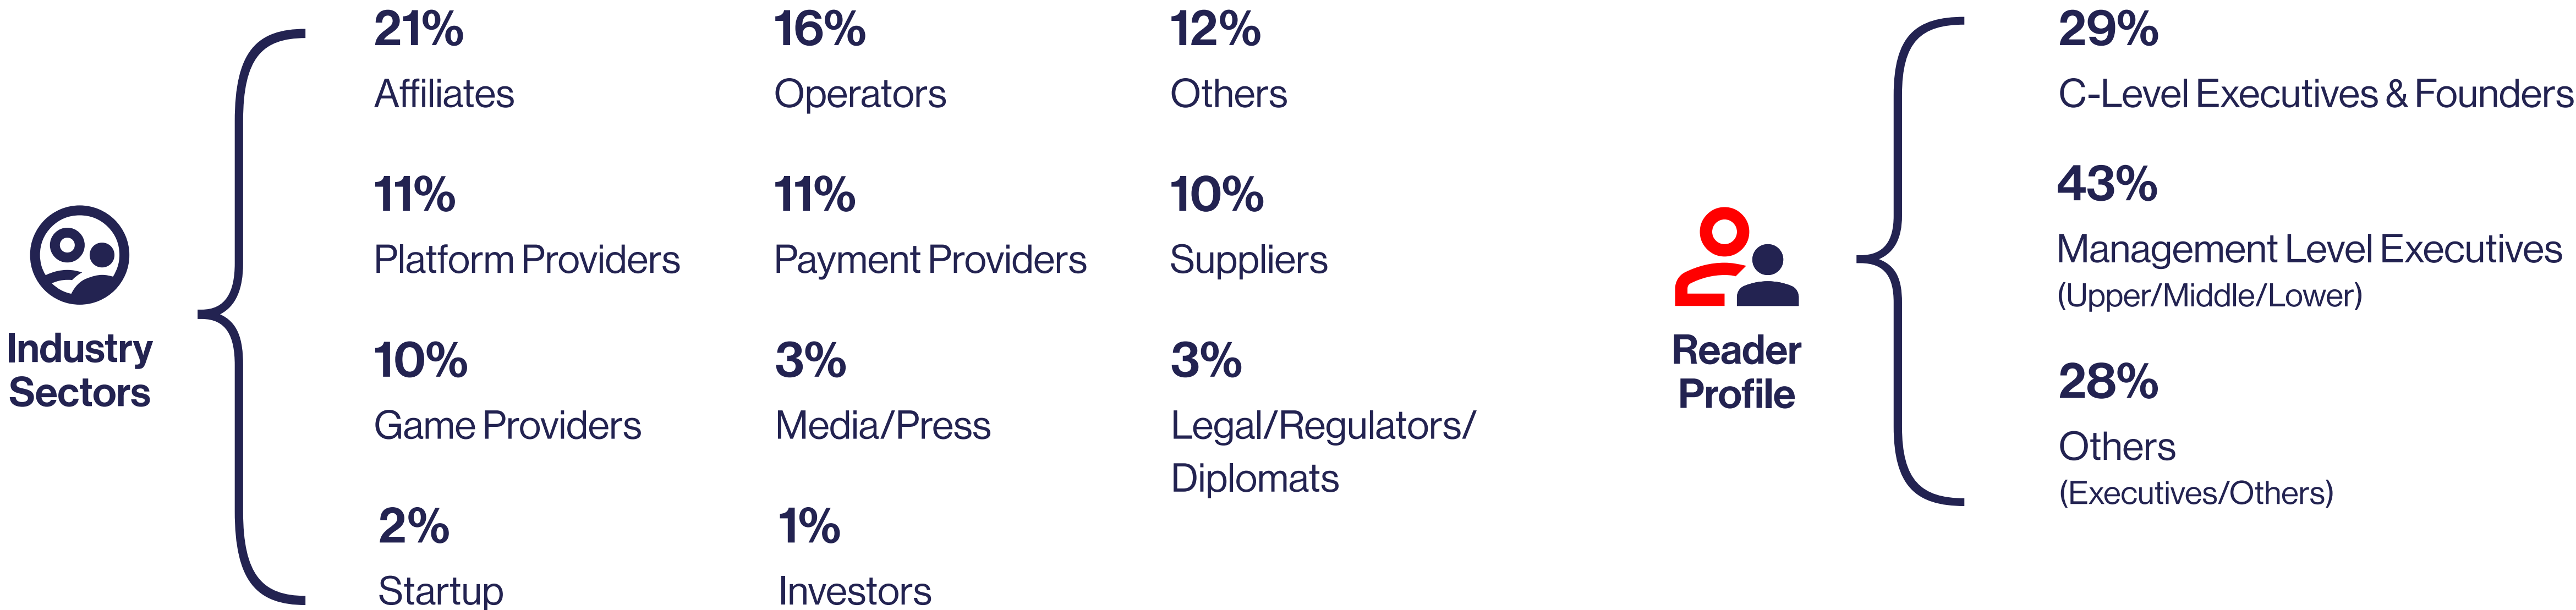 Industry
Sectors
21%
Affiliates
16%
Operators
12%
Others
11%
Platform Providers
11%
Payment Providers
10%
Suppliers
10%
Game Providers
3%
Media/Press
3%
Legal/Regulators/
Diplomats
2%
Startup
1%
Investors
Reader
Profile
29%
C-Level Executives & Founders
43%
Management Level Executives
(Upper/Middle/Lower)
28%
Others
(Executives/Others)